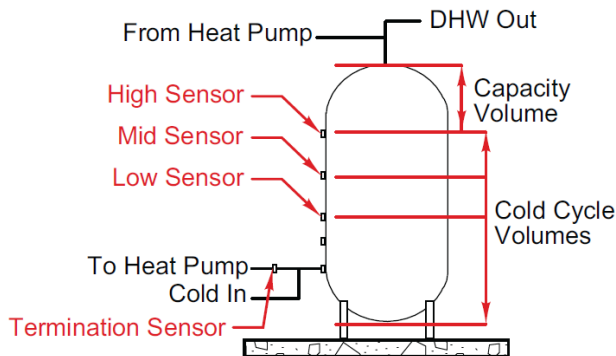 DHW Out
From Heat Pump
High Sensor
Capacity
Volume
Mid Sensor
Low Sensor
Cold Cycle
Volumes
To Heat Pump
Cold In
Termination Sensor